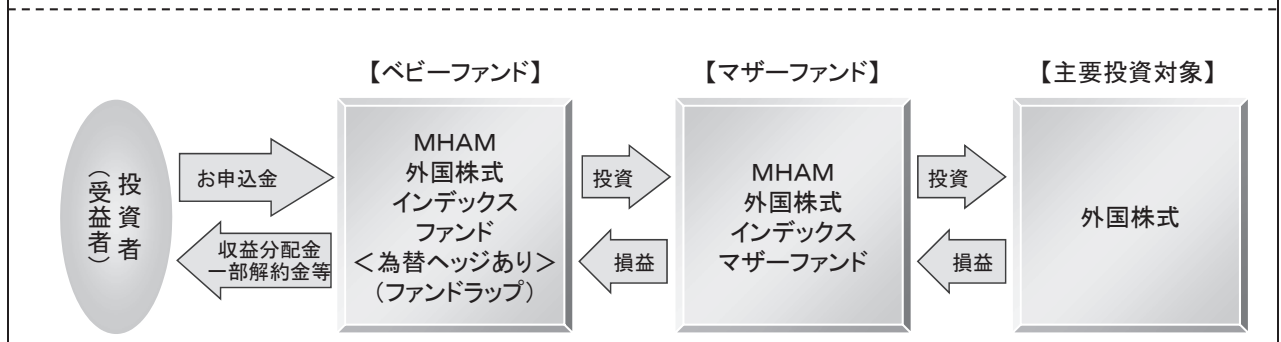 【ベビーファンド】
【マザーファンド】
【主要投資対象】
投資者
（受益者）
お申込金
収益分配金
一部解約金等
ＭＨＡＭ
外国株式
インデックス
ファンド
＜為替ヘッジあり＞
（ファンドラップ）
投資
損益
ＭＨＡＭ
外国株式
インデックス
マザーファンド
投資
損益
外国株式